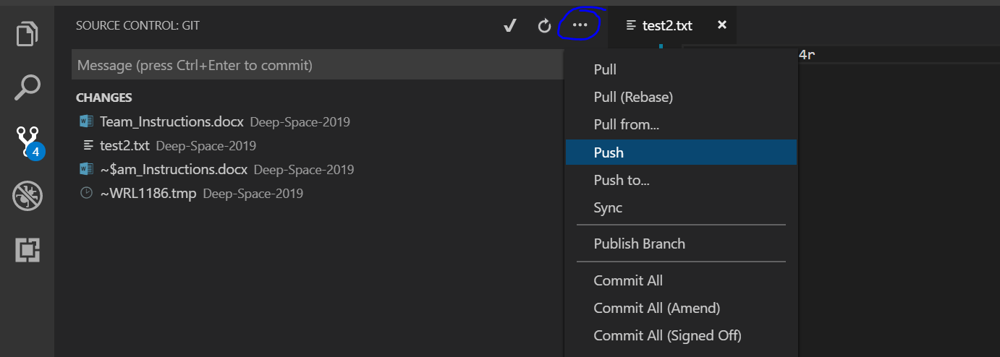 SOURCE CONTROL: GIT
test2.txt
Message (press Ctrl+Enter to commit)
4r
CHANGES
Team_Instructions.docx Deep-Space-2019
test2.txt Deep-Space-2019
~$am_Instructions.docx Deep-Space-2019
~WRL1186.tmp Deep-Space-2019
4
Pull
Pull (Rebase)
Pull from...
Push
Push to...
Sync
Publish Branch
Commit All
Commit All (Amend)
Commit All (Signed Off)